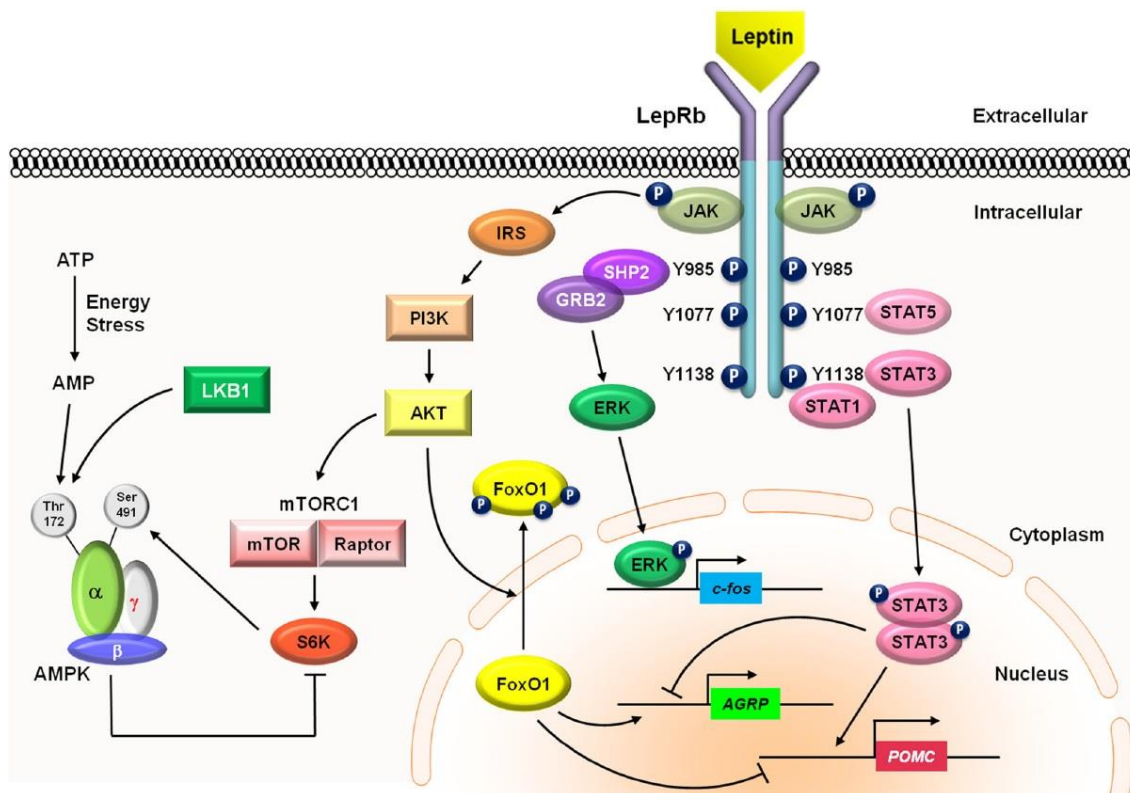 Leptin
LepRb
Extracellular
P
JAK
JAK
P
Intracellular
IRS
ATP
Energy
Stress
AMP
LKB1
PI3K
AKT
SHP2
GRB2
Y985
P
P
Y985
Y1077
P
P
Y1077
STAT5
Y1138
P
P
Y1138
STAT3
STAT1
ERK
Thr
172
Ser
491
α
γ
β
AMPK
mTORC1
mTOR
Raptor
S6K
FoxO1
P
P
P
Cytoplasm
ERK
P
c-fos
P
STAT3
STAT3
P
Nucleus
FoxO1
AGRP
POMC